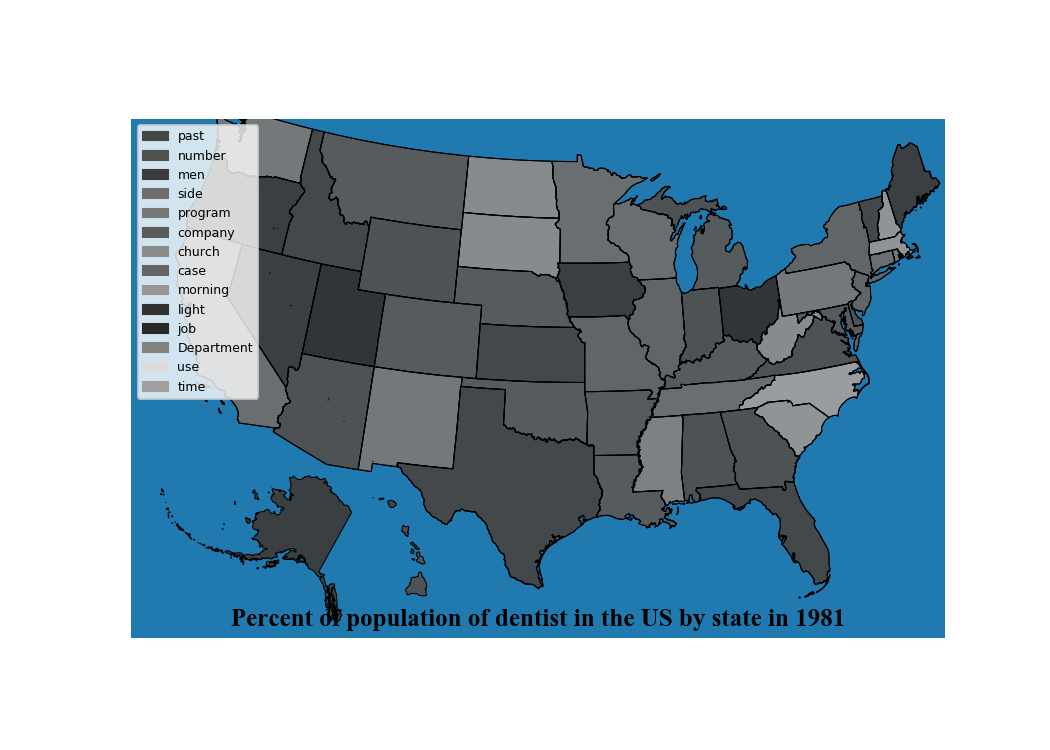 past
number
men
side
program
company
church
case
morning
light
job
Department
use
time
Percent of population of dentist in the US by state in 1981